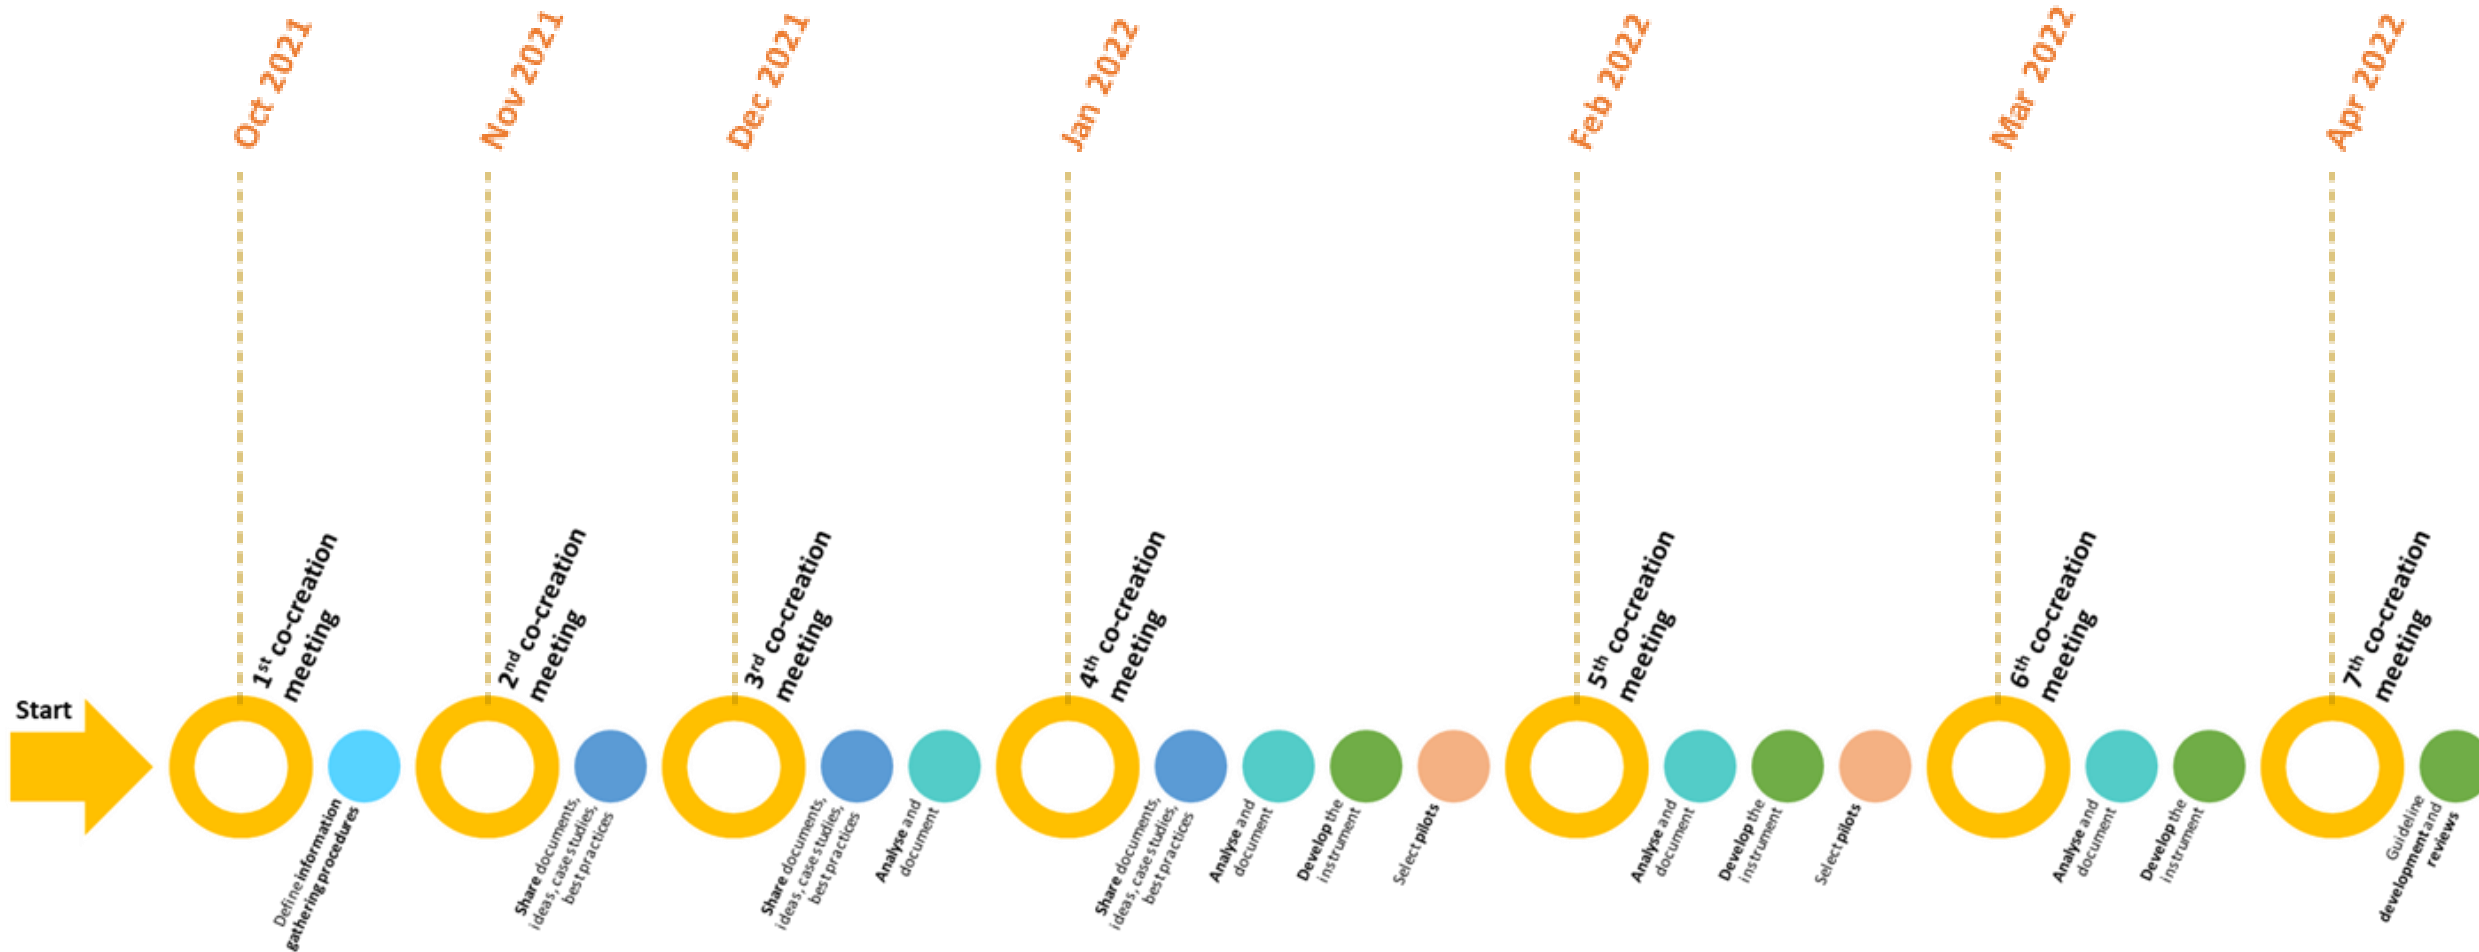 Oct 2021
Nov 2021
Dec 2021
Jan 2022
Feb 2022
Mar 2022
Apr 2022
Start
1st co-creation
meeting
2nd co-creation
meeting
3rd co-creation
meeting
4th co-creation
meeting
5th co-creation
meeting
6th co-creation
meeting
7th co-creation
meeting
Define information
gathering procedures
Share documents,
ideas, case studies,
best practices
Share documents,
ideas, case studies,
best practices
Analyse and
document
Share documents,
ideas, case studies,
best practices
Analyse and
document
Develop the
instrument
Select pilots
Analyse and
document
Develop the
instrument
Select pilots
Analyse and
document
Develop the
instrument
Guideline
development and
reviews